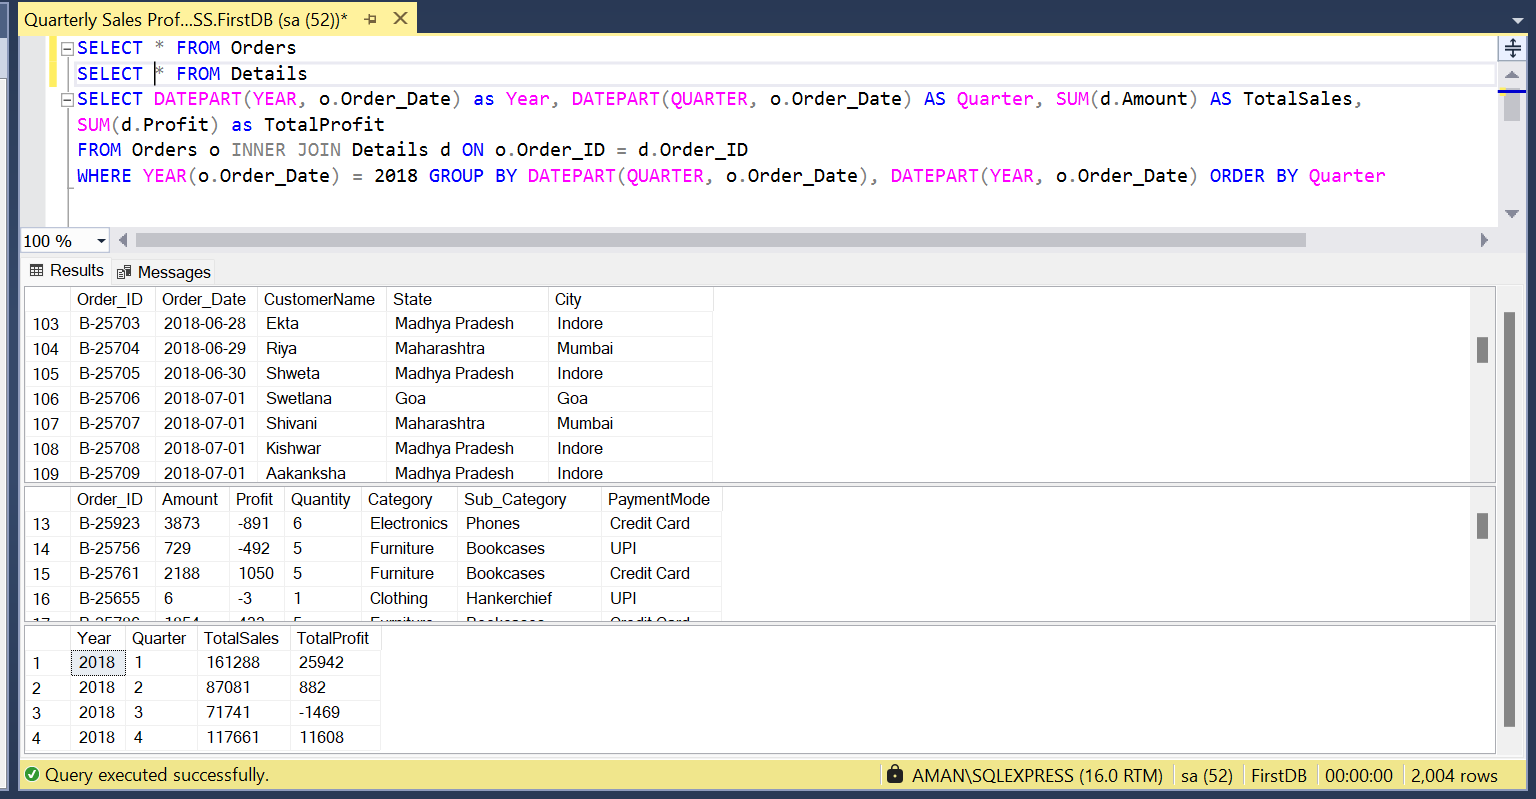 Quarterly Sales Prof...SS.FirstDB (sa (52))*
SELECT * FROM Orders
SELECT * FROM Details
SELECT DATEPART(YEAR, o.Order_Date) as Year, DATEPART(QUARTER, o.Order_Date) AS Quarter, SUM(d.Amount) AS TotalSales,
SUM(d.Profit) as TotalProfit
FROM Orders o INNER JOIN Details d ON o.Order_ID = d.Order_ID
WHERE YEAR(o.Order_Date) = 2018 GROUP BY DATEPART(QUARTER, o.Order_Date), DATEPART(YEAR, o.Order_Date) ORDER BY Quarter
100 %
Results Messages
Order_ID Order_Date CustomerName State City
103 B-25703 2018-06-28 Ekta Madhya Pradesh Indore
104 B-25704 2018-06-29 Riya Maharashtra Mumbai
105 B-25705 2018-06-30 Shweta Madhya Pradesh Indore
106 B-25706 2018-07-01 Swetlana Goa Goa
107 B-25707 2018-07-01 Shivani Maharashtra Mumbai
108 B-25708 2018-07-01 Kishwar Madhya Pradesh Indore
109 B-25709 2018-07-01 Aakanksha Madhya Pradesh Indore
Order_ID Amount Profit Quantity Category Sub_Category PaymentMode
13 B-25923 3873 -891 6 Electronics Phones Credit Card
14 B-25756 729 -492 5 Furniture Bookcases UPI
15 B-25761 2188 1050 5 Furniture Bookcases Credit Card
16 B-25655 6 -3 1 Clothing Hankerchief UPI
Year Quarter TotalSales TotalProfit
1 2018 1 161288 25942
2 2018 2 87081 882
3 2018 3 71741 -1469
4 2018 4 117661 11608
Query executed successfully. AMAN\SQLEXPRESS (16.0 RTM) sa (52) FirstDB 00:00:00 2,004 rows